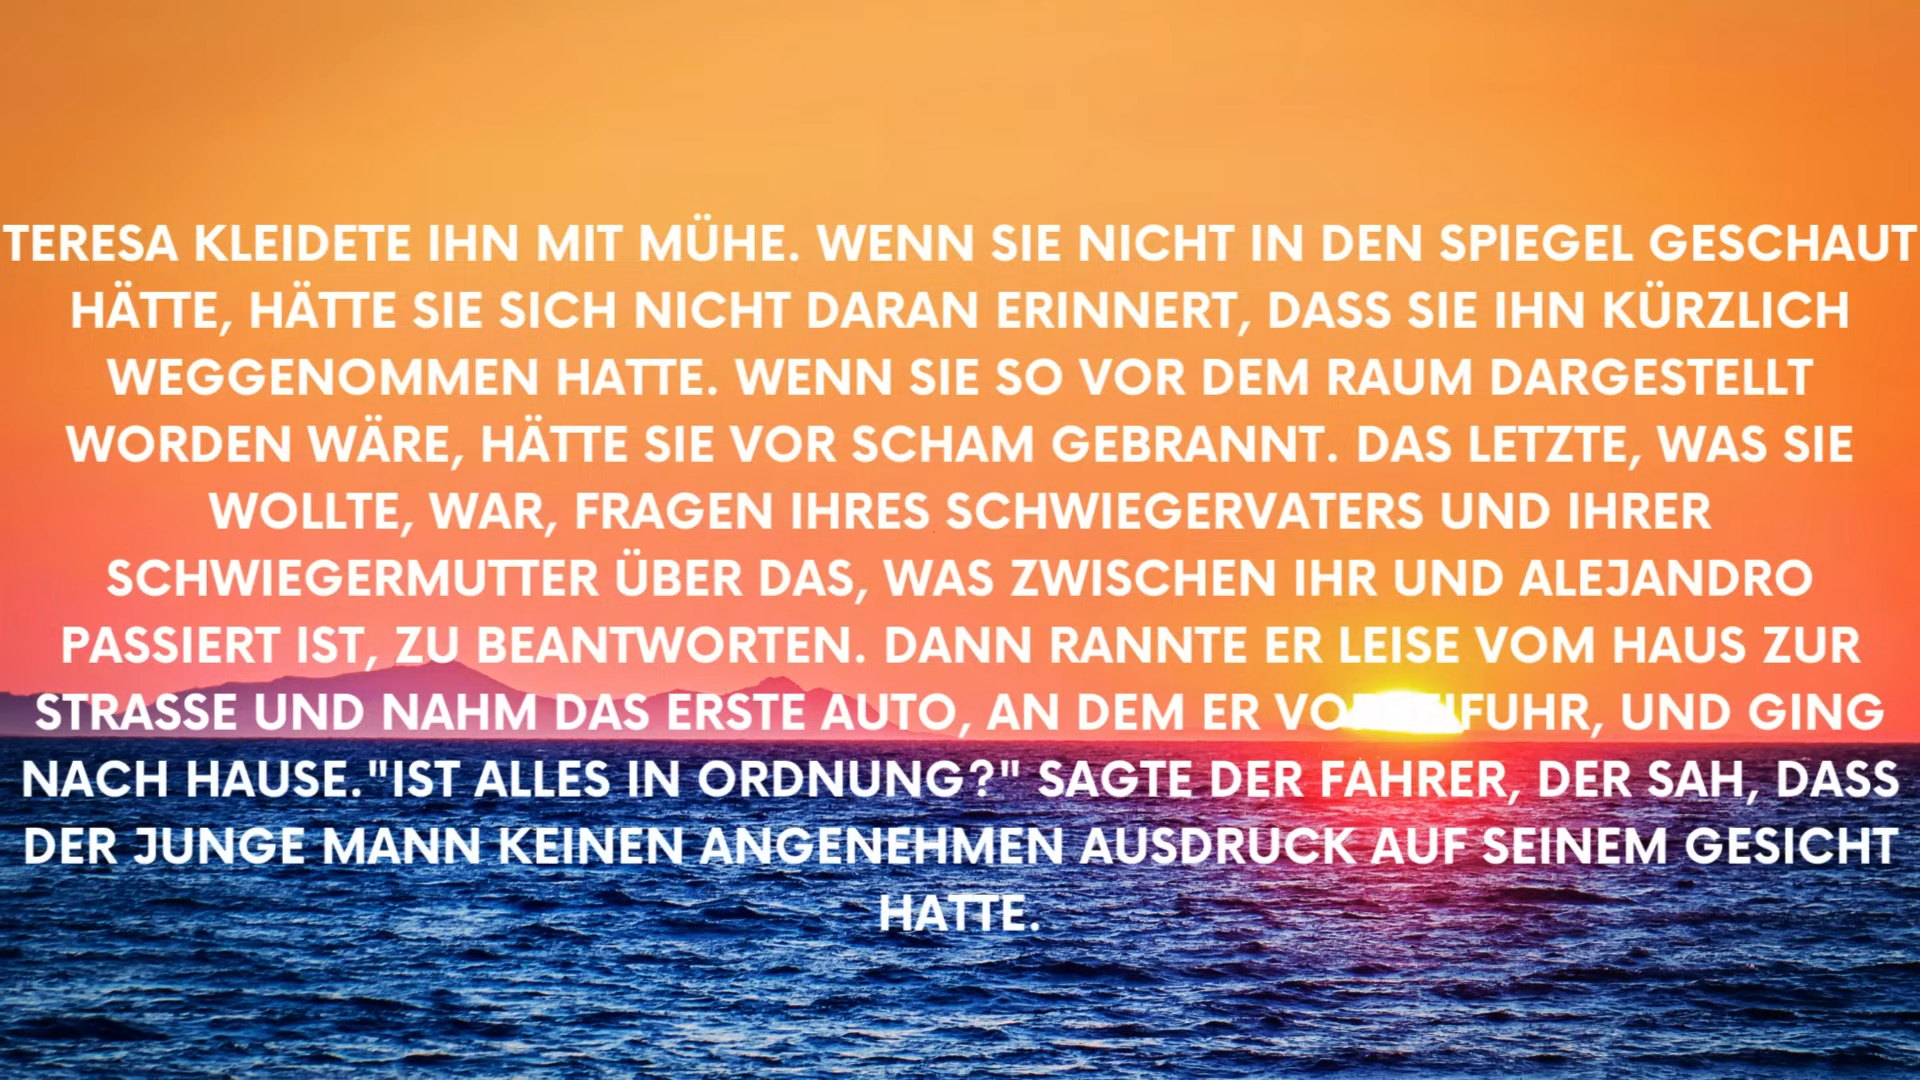 TERESA KLEIDETE IHN MIT MÜHE. WENN SIE NICHT IN DEN SPIEGEL GESCHAUT
HÄTTE, HÄTTE SIE SICH NICHT DARAN ERINNERT, DASS SIE IHN KÜRZLICH
WEGGENOMMEN HATTE. WENN SIE SO VOR DEM RAUM DARGESTELLT
WORDEN WÄRE, HÄTTE SIE VOR SCHAM GEBRANNT. DAS LETZTE, WAS SIE
WOLLTE, WAR, FRAGEN IHRES SCHWIEGERVATERS UND IHRER
SCHWIEGERMUTTER ÜBER DAS, WAS ZWISCHEN IHR UND ALEJANDRO
PASSIERT IST, ZU BEANTWORTEN. DANN RANNTE ER LEISE VOM HAUS ZUR
STRASSE UND NAHM DAS ERSTE AUTO, AN DEM ER UND GING
NACH HAUSE."IST ALLES IN ORDNUNG?" SAGTE DER FAHRER, DER SAH, DASS
DER JUNGE MANN KEINEN ANGENEHMEN AUSDRUCK AUF SEINEM GESICHT
HATTE.